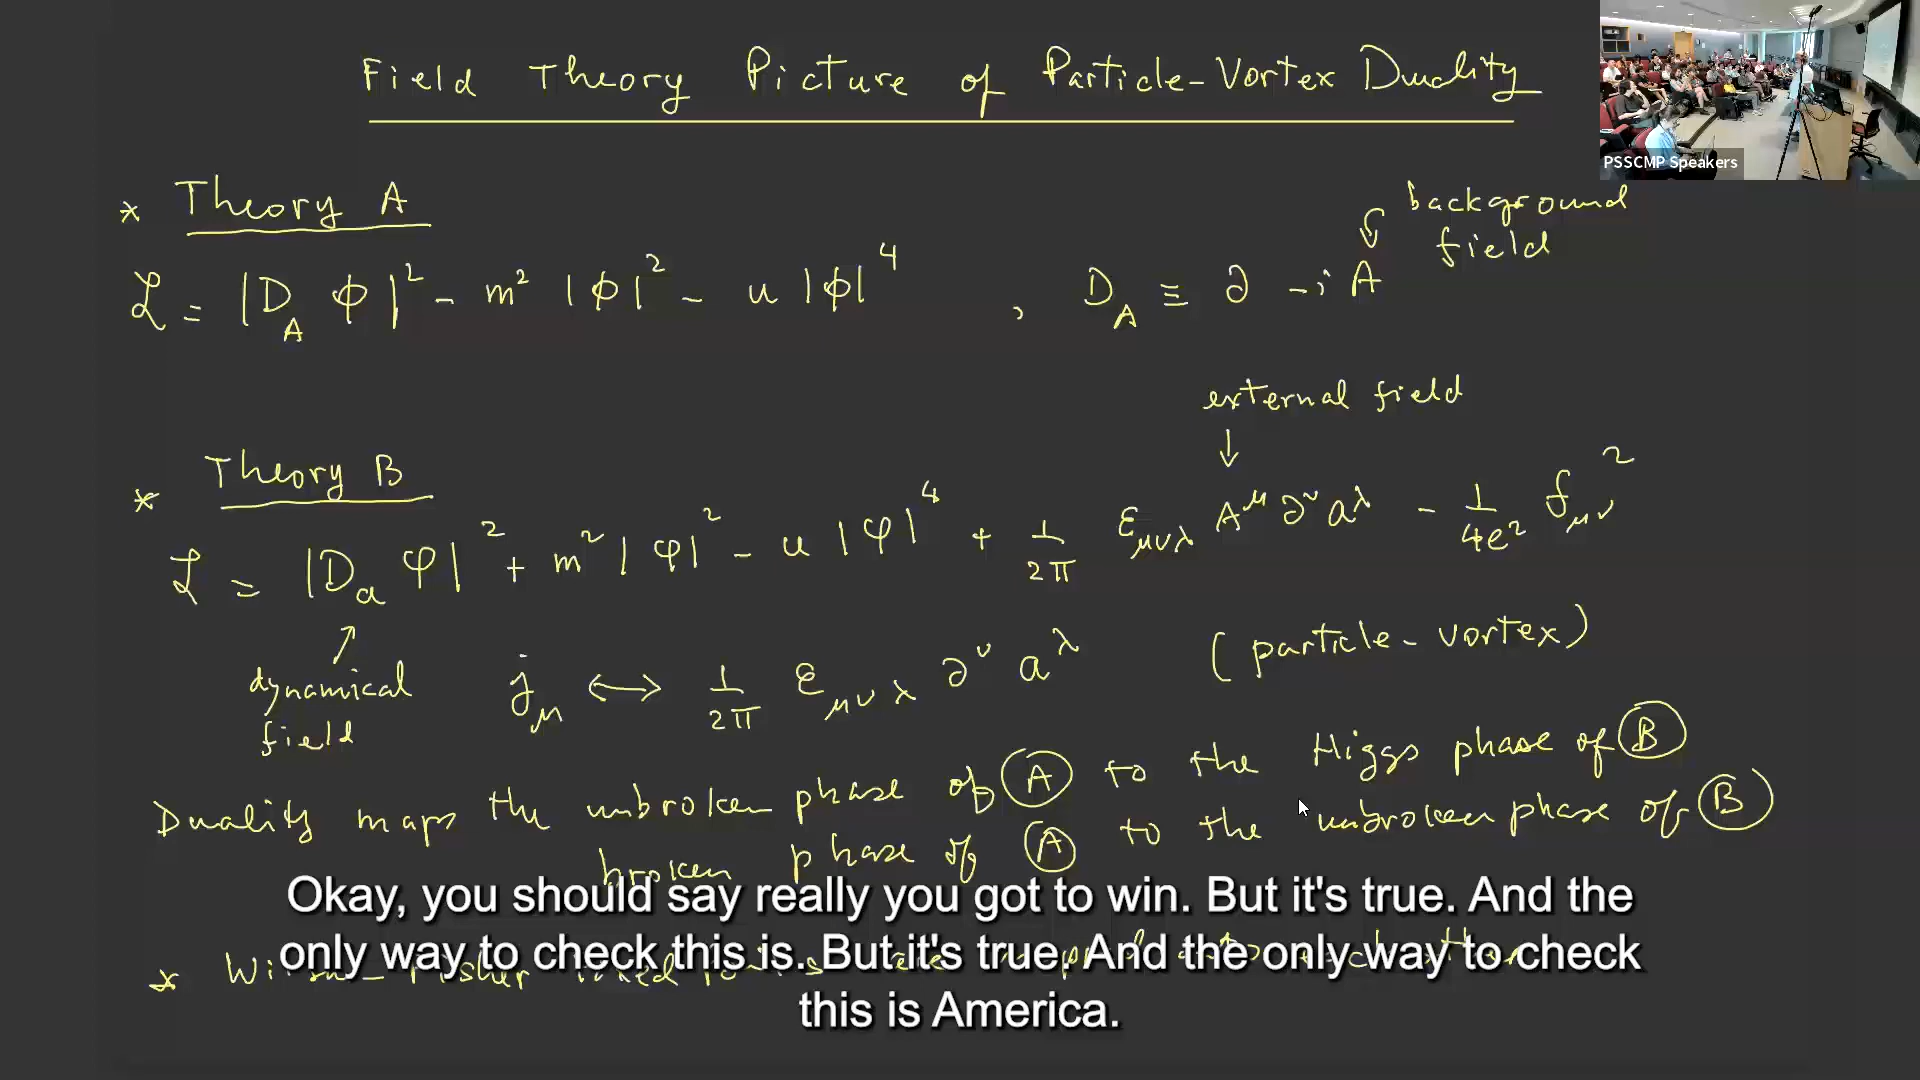 Field Theory Picture of Particle-Vortex Duality
PSSCMP Speakers
* Theory A
background field
ℒ = |D_A ϕ|² - m² |ϕ|² - u |ϕ|⁴ , D_A ≡ ∂ - i A
external field
* Theory B
ℒ = |D_a φ|² + m² |φ|² - u |φ|⁴ + 1/2π ε_μνλ A^μ ∂^ν a^λ - 1/4e² f_μν²
dynamical field
j_μ ↔ 1/2π ε_μνλ ∂^ν a^λ (particle-vortex)
Duality maps the unbroken phase of Ⓐ to the Higgs phase of Ⓑ
broken phase of Ⓐ to the unbroken phase of Ⓑ
Okay, you should say really you got to win. But it's true. And the
only way to check this is. But it's true. And the only way to check
this is America.